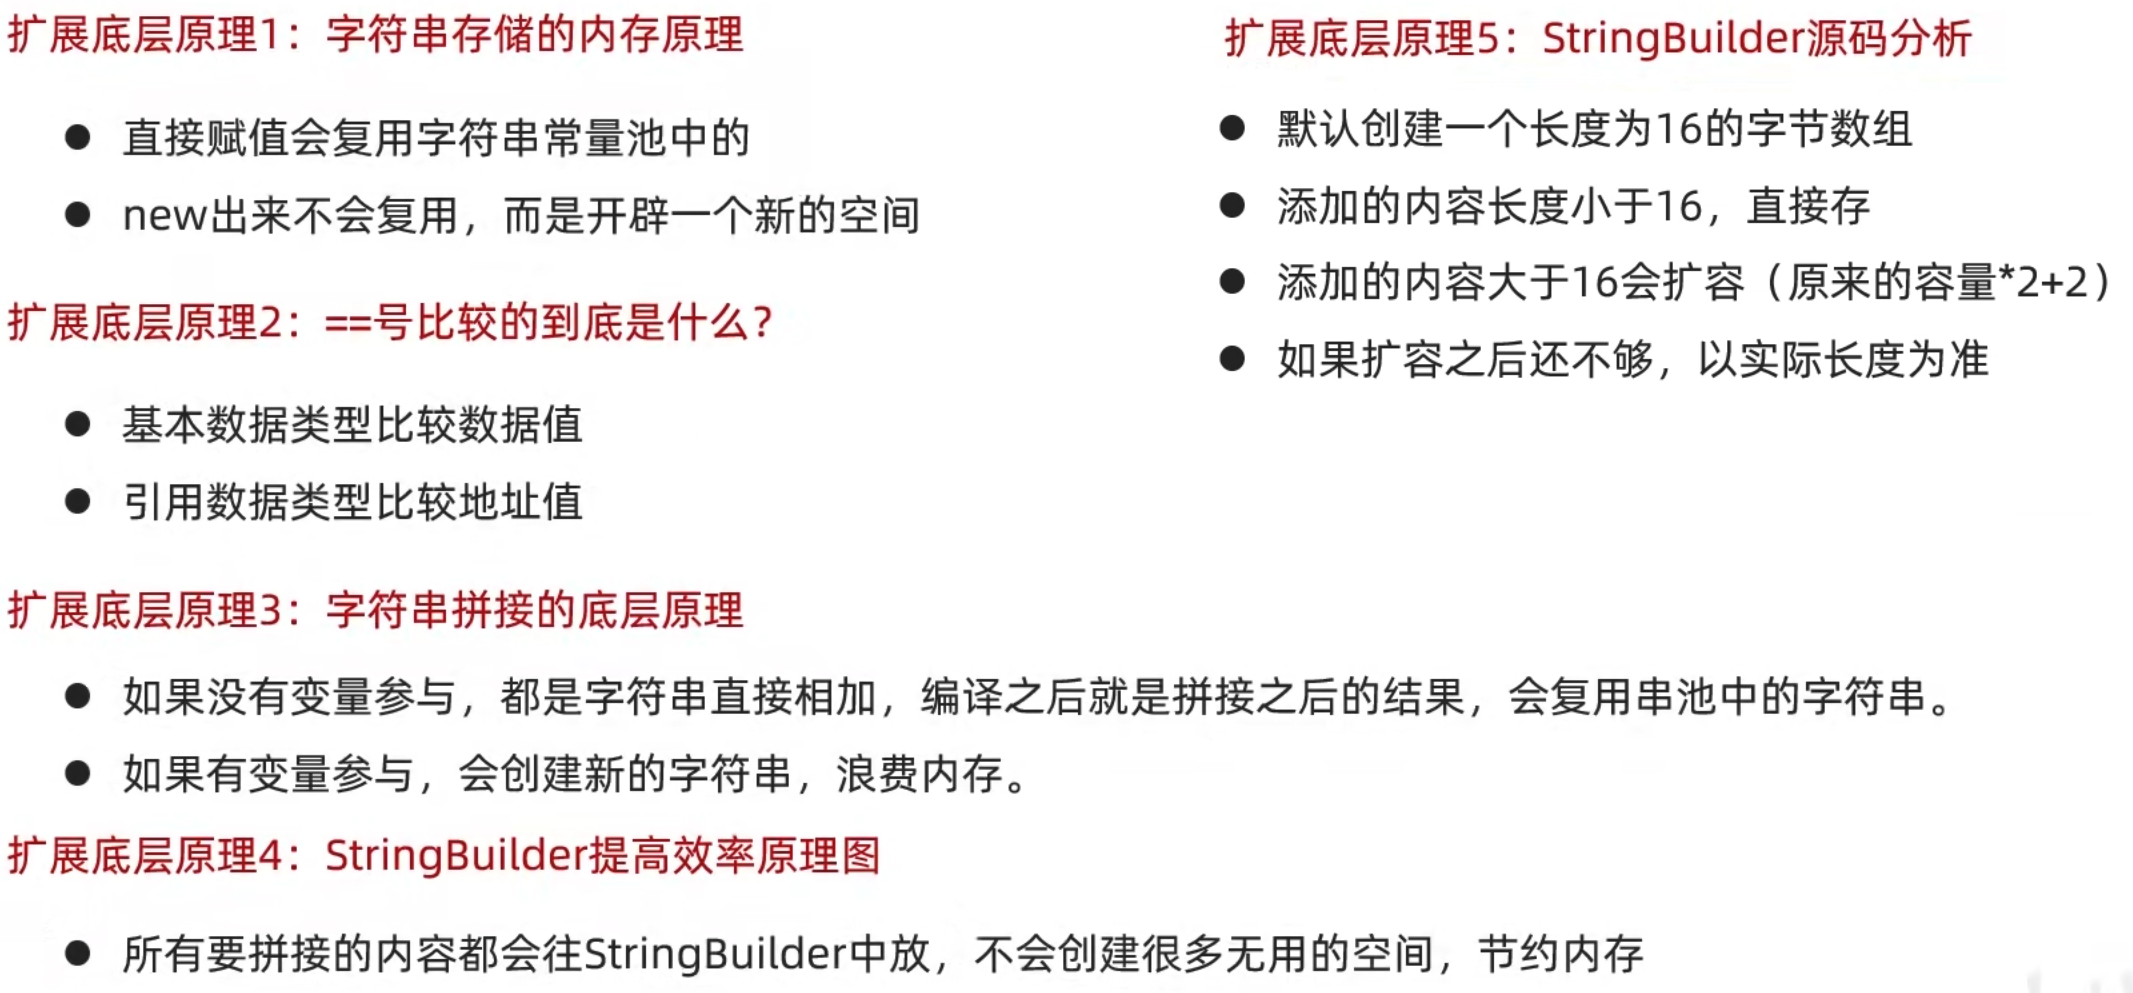 扩展底层原理1：字符串存储的内存原理
直接赋值会复用字符串常量池中的
new出来不会复用，而是开辟一个新的空间
扩展底层原理2：==号比较的到底是什么？
基本数据类型比较数据值
引用数据类型比较地址值
扩展底层原理3：字符串拼接的底层原理
如果没有变量参与，都是字符串直接相加，编译之后就是拼接之后的结果，会复用串池中的字符串。
如果有变量参与，会创建新的字符串，浪费内存。
扩展底层原理4：StringBuilder提高效率原理图
所有要拼接的内容都会往StringBuilder中放，不会创建很多无用的空间，节约内存
扩展底层原理5：StringBuilder源码分析
默认创建一个长度为16的字节数组
添加的内容长度小于16，直接存
添加的内容大于16会扩容（原来的容量*2+2）
如果扩容之后还不够，以实际长度为准